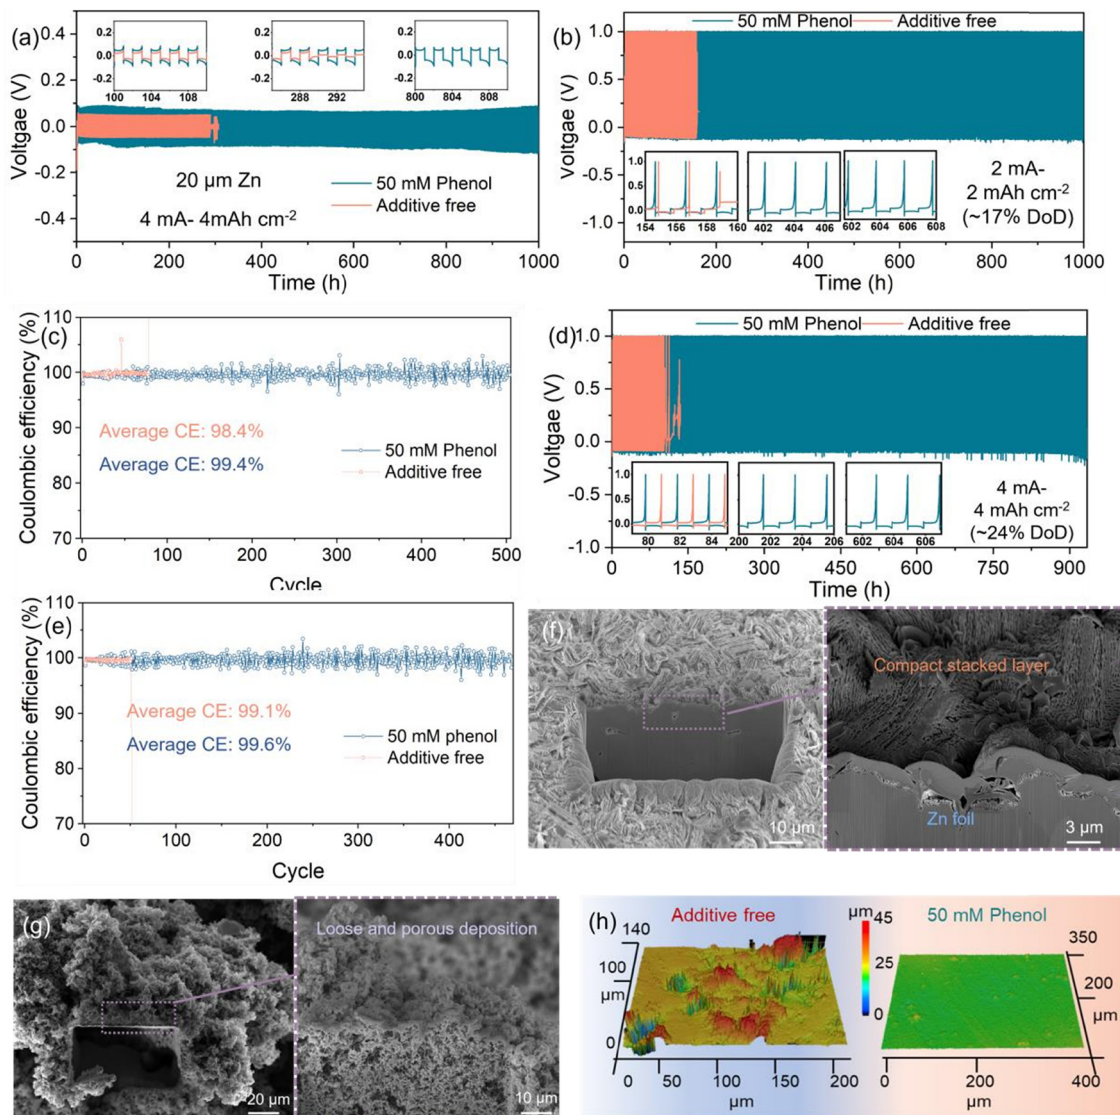 (a)
0.4
0.2
0.0
-0.2
-0.4
Voltgae (V)
0.2
0.0
-0.2
100 104 108
0.2
0.0
-0.2
288 292
0.2
0.0
-0.2
800 804 808
20 μm Zn
4 mA- 4mAh cm-2
50 mM Phenol
Additive free
0 200 400 600 800 1000
Time (h)
(b)
50 mM Phenol Additive free
1.0
0.5
0.0
-0.5
-1.0
Voltgae (V)
1.0
0.5
0.0
154 156 158 160
402 404 406
602 604 606 608
2 mA-
2 mAh cm-2
(~17% DoD)
0 200 400 600 800 1000
Time (h)
(c)
110
100
90
80
70
Coulombic efficiency (%)
Average CE: 98.4%
Average CE: 99.4%
50 mM Phenol
Additive free
0 100 200 300 400 500
Cycle
(d)
50 mM Phenol Additive free
1.0
0.5
0.0
-0.5
-1.0
Voltgae (V)
1.0
0.5
0.0
80 82 84
200 202 204 206
602 604 606
4 mA-
4 mAh cm-2
(~24% DoD)
0 150 300 450 600 750 900
Time (h)
(e)
110
100
90
80
70
Coulombic efficiency (%)
Average CE: 99.1%
Average CE: 99.6%
50 mM phenol
Additive free
0 100 200 300 400
Cycle
(f)
10 μm
Compact stacked layer
Zn foil
3 μm
(g)
20 μm
Loose and porous deposition
10 μm
(h)
Additive free
140
100
μm
0
0 50 100 150 200
μm
μm
45
25
0
50 mM Phenol
350
200
μm
0 200 400
μm